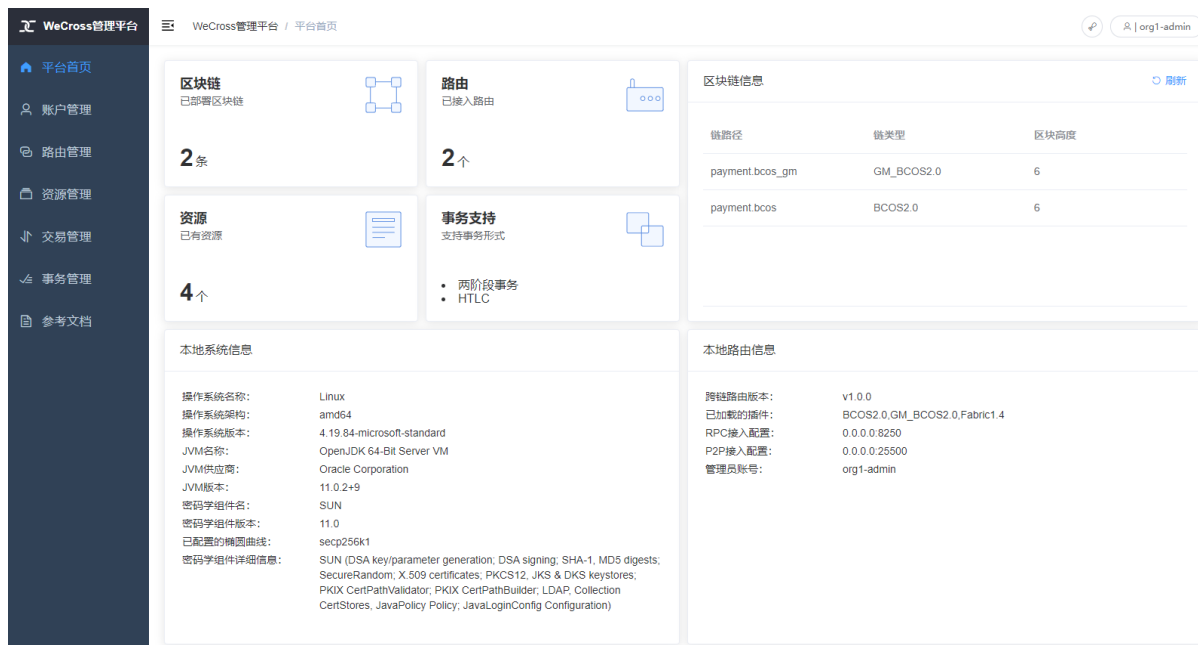 WeCross管理平台
WeCross管理平台 / 平台首页
org1-admin
平台首页
账户管理
路由管理
资源管理
交易管理
事务管理
参考文档
区块链
已部署区块链
2条
路由
已接入路由
2个
资源
已有资源
4个
事务支持
支持事务形式
• 两阶段事务
• HTLC
区块链信息
刷新
链路径 链类型 区块高度
payment.bcos_gm GM_BCOS2.0 6
payment.bcos BCOS2.0 6
本地系统信息
操作系统名称: Linux
操作系统架构: amd64
操作系统版本: 4.19.84-microsoft-standard
JVM名称: OpenJDK 64-Bit Server VM
JVM供应商: Oracle Corporation
JVM版本: 11.0.2+9
密码学组件名: SUN
密码学组件版本: 11.0
已配置的椭圆曲线: secp256k1
密码学组件详细信息: SUN (DSA key/parameter generation; DSA signing; SHA-1, MD5 digests;
SecureRandom; X.509 certificates; PKCS12, JKS & DKS keystores;
PKIX CertPathValidator; PKIX CertPathBuilder; LDAP, Collection
CertStores, JavaPolicy Policy; JavaLoginConfig Configuration)
本地路由信息
跨链路由版本: v1.0.0
已加载的插件: BCOS2.0,GM_BCOS2.0,Fabric1.4
RPC接入配置: 0.0.0.0:8250
P2P接入配置: 0.0.0.0:25500
管理员账号: org1-admin